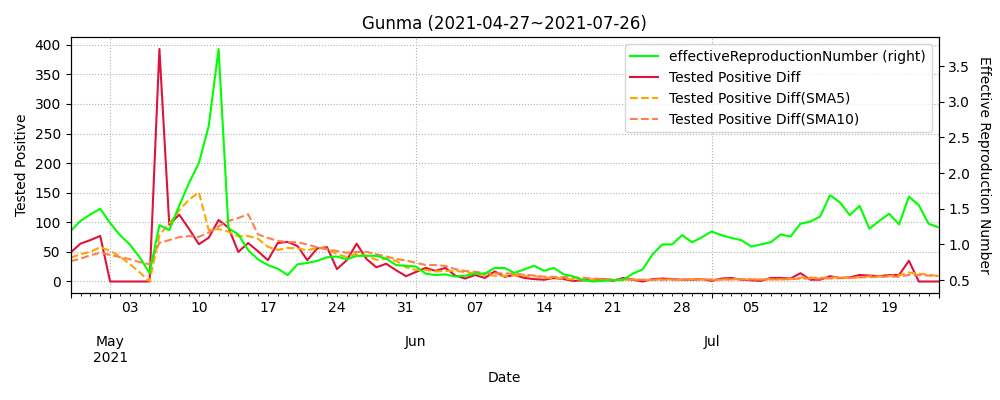 Gunma (2021-04-27~2021-07-26)
effectiveReproductionNumber (right)
Tested Positive Diff
Tested Positive Diff(SMA5)
Tested Positive Diff(SMA10)
Tested Positive
400
350
300
250
200
150
100
50
0
Effective Reproduction Number
3.5
3.0
2.5
2.0
1.5
1.0
0.5
03 10 17 24 31 07 14 21 28 05 12 19
May Jun Jul
2021
Date